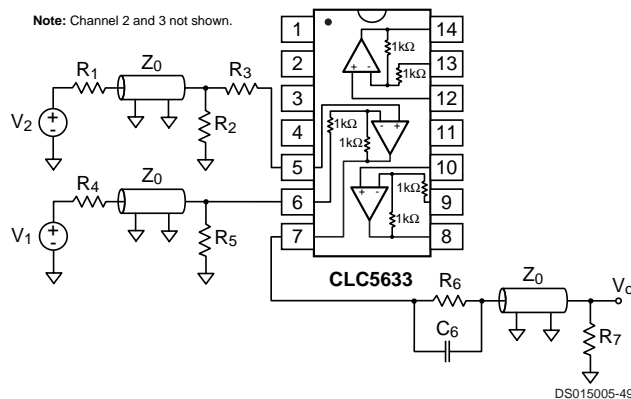 Note: Channel 2 and 3 not shown.
1
14
1kΩ
2
13
1kΩ
R1
Z0
R3
3
12
V2
+
-
R2
4
1kΩ
1kΩ
11
5
10
R4
Z0
6
1kΩ
9
V1
+
-
R5
7
1kΩ
8
CLC5633
R6
Z0
Vo
C6
R7
DS015005-49